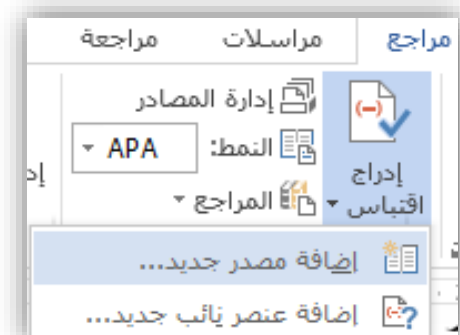 مراجع مراسلات مراجعة
إدارة المصادر
النمط: APA
المراجع
إدراج
اقتباس
إضافة مصدر جديد...
إضافة عنصر نائب جديد...